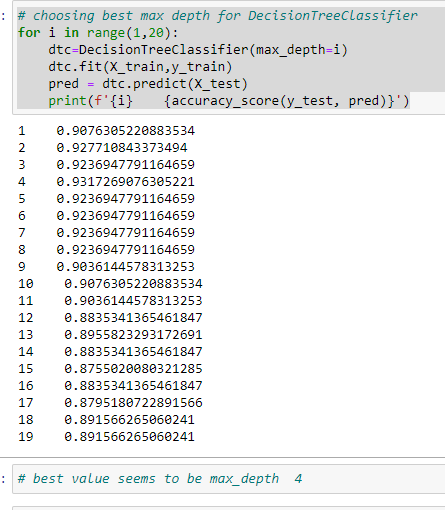 : # choosing best max depth for DecisionTreeClassifier
for i in range(1,20):
    dtc=DecisionTreeClassifier(max_depth=i)
    dtc.fit(X_train,y_train)
    pred = dtc.predict(X_test)
    print(f'{i}    {accuracy_score(y_test, pred)}')
1    0.9076305220883534
2    0.927710843373494
3    0.9236947791164659
4    0.9317269076305221
5    0.9236947791164659
6    0.9236947791164659
7    0.9236947791164659
8    0.9236947791164659
9    0.9036144578313253
10    0.9076305220883534
11    0.9036144578313253
12    0.8835341365461847
13    0.8955823293172691
14    0.8835341365461847
15    0.8755020080321285
16    0.8835341365461847
17    0.8795180722891566
18    0.891566265060241
19    0.891566265060241
: # best value seems to be max_depth  4